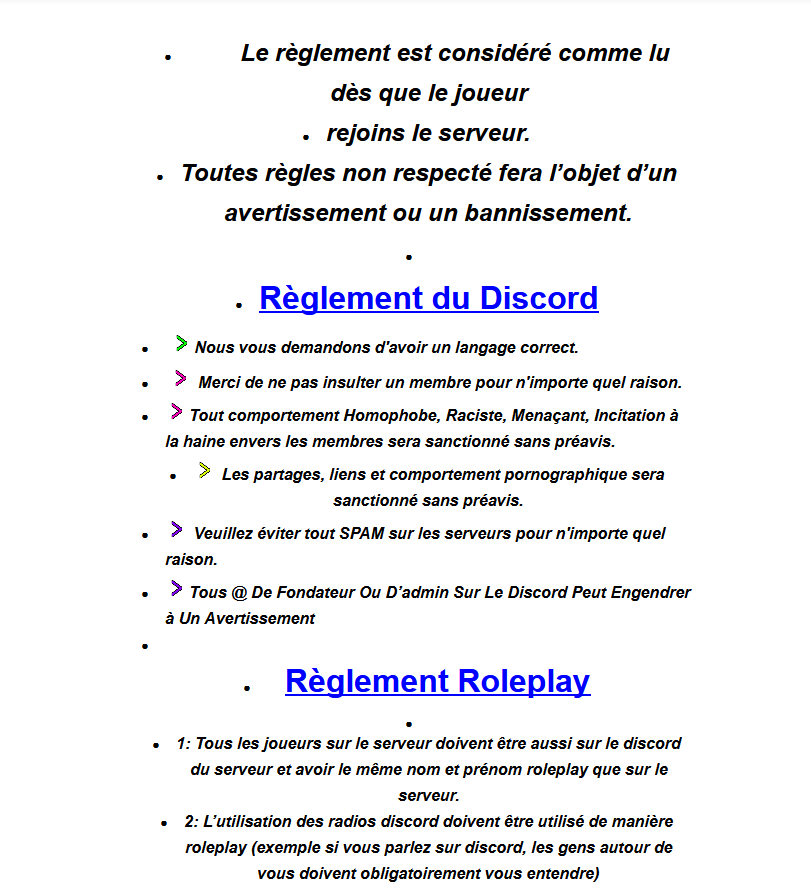 • Le règlement est considéré comme lu
dès que le joueur
• rejoins le serveur.
• Toutes règles non respecté fera l’objet d’un
avertissement ou un bannissement.
•
• Règlement du Discord
• > Nous vous demandons d'avoir un langage correct.
• > Merci de ne pas insulter un membre pour n'importe quel raison.
• > Tout comportement Homophobe, Raciste, Menaçant, Incitation à
la haine envers les membres sera sanctionné sans préavis.
• > Les partages, liens et comportement pornographique sera
sanctionné sans préavis.
• > Veuillez éviter tout SPAM sur les serveurs pour n'importe quel
raison.
• > Tous @ De Fondateur Ou D’admin Sur Le Discord Peut Engendrer
à Un Avertissement
•
• Règlement Roleplay
•
• 1: Tous les joueurs sur le serveur doivent être aussi sur le discord
du serveur et avoir le même nom et prénom roleplay que sur le
serveur.
• 2: L’utilisation des radios discord doivent être utilisé de manière
roleplay (exemple si vous parlez sur discord, les gens autour de
vous doivent obligatoirement vous entendre)